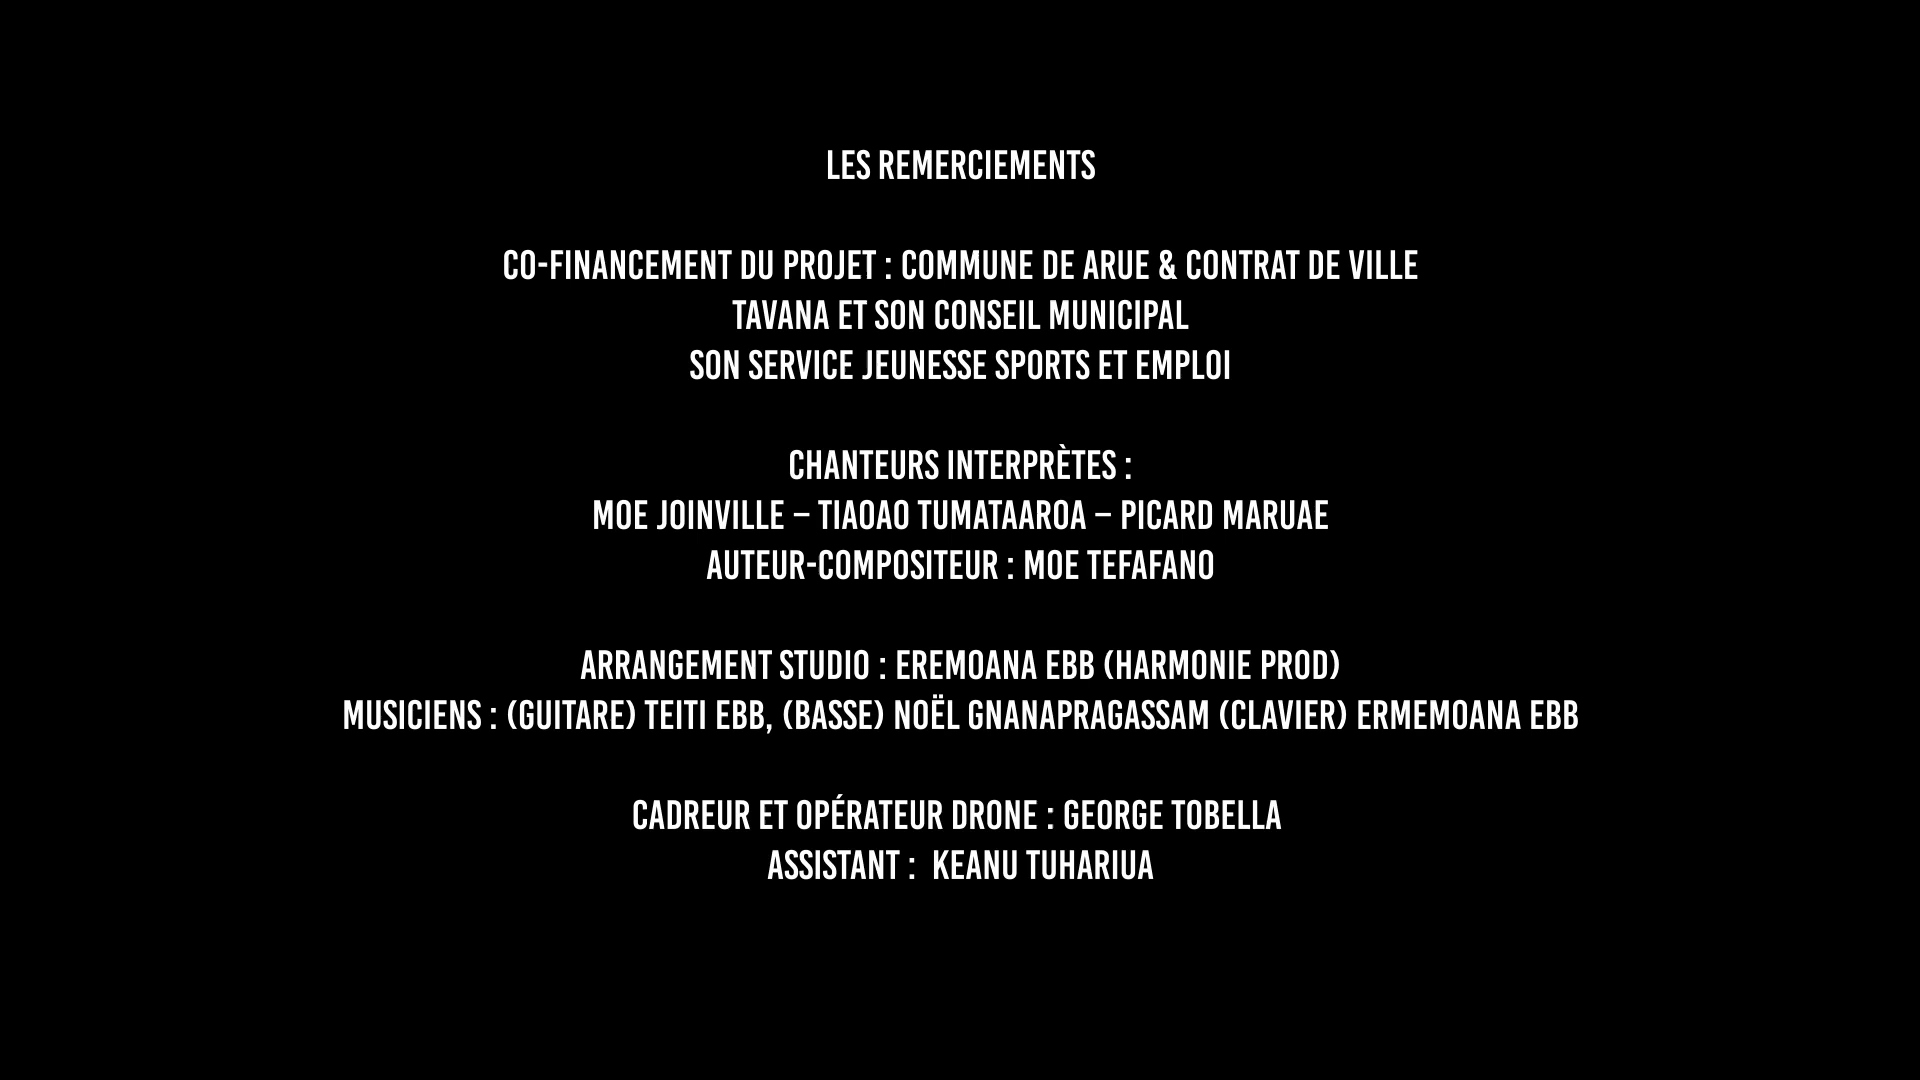 LES REMERCIEMENTS
CO-FINANCEMENT DU PROJET : COMMUNE DE ARUE & CONTRAT DE VILLE
TAVANA ET SON CONSEIL MUNICIPAL
SON SERVICE JEUNESSE SPORTS ET EMPLOI
CHANTEURS INTERPRÈTES :
MOE JOINVILLE – TIAOAO TUMATAAROA – PICARD MARUAE
AUTEUR-COMPOSITEUR : MOE TEFAFANO
ARRANGEMENT STUDIO : EREMOANA EBB (HARMONIE PROD)
MUSICIENS : (GUITARE) TEITI EBB, (BASSE) NOËL GNANAPRAGASSAM (CLAVIER) ERMEMOANA EBB
CADREUR ET OPÉRATEUR DRONE : GEORGE TOBELLA
ASSISTANT :  KEANU TUHARIUA